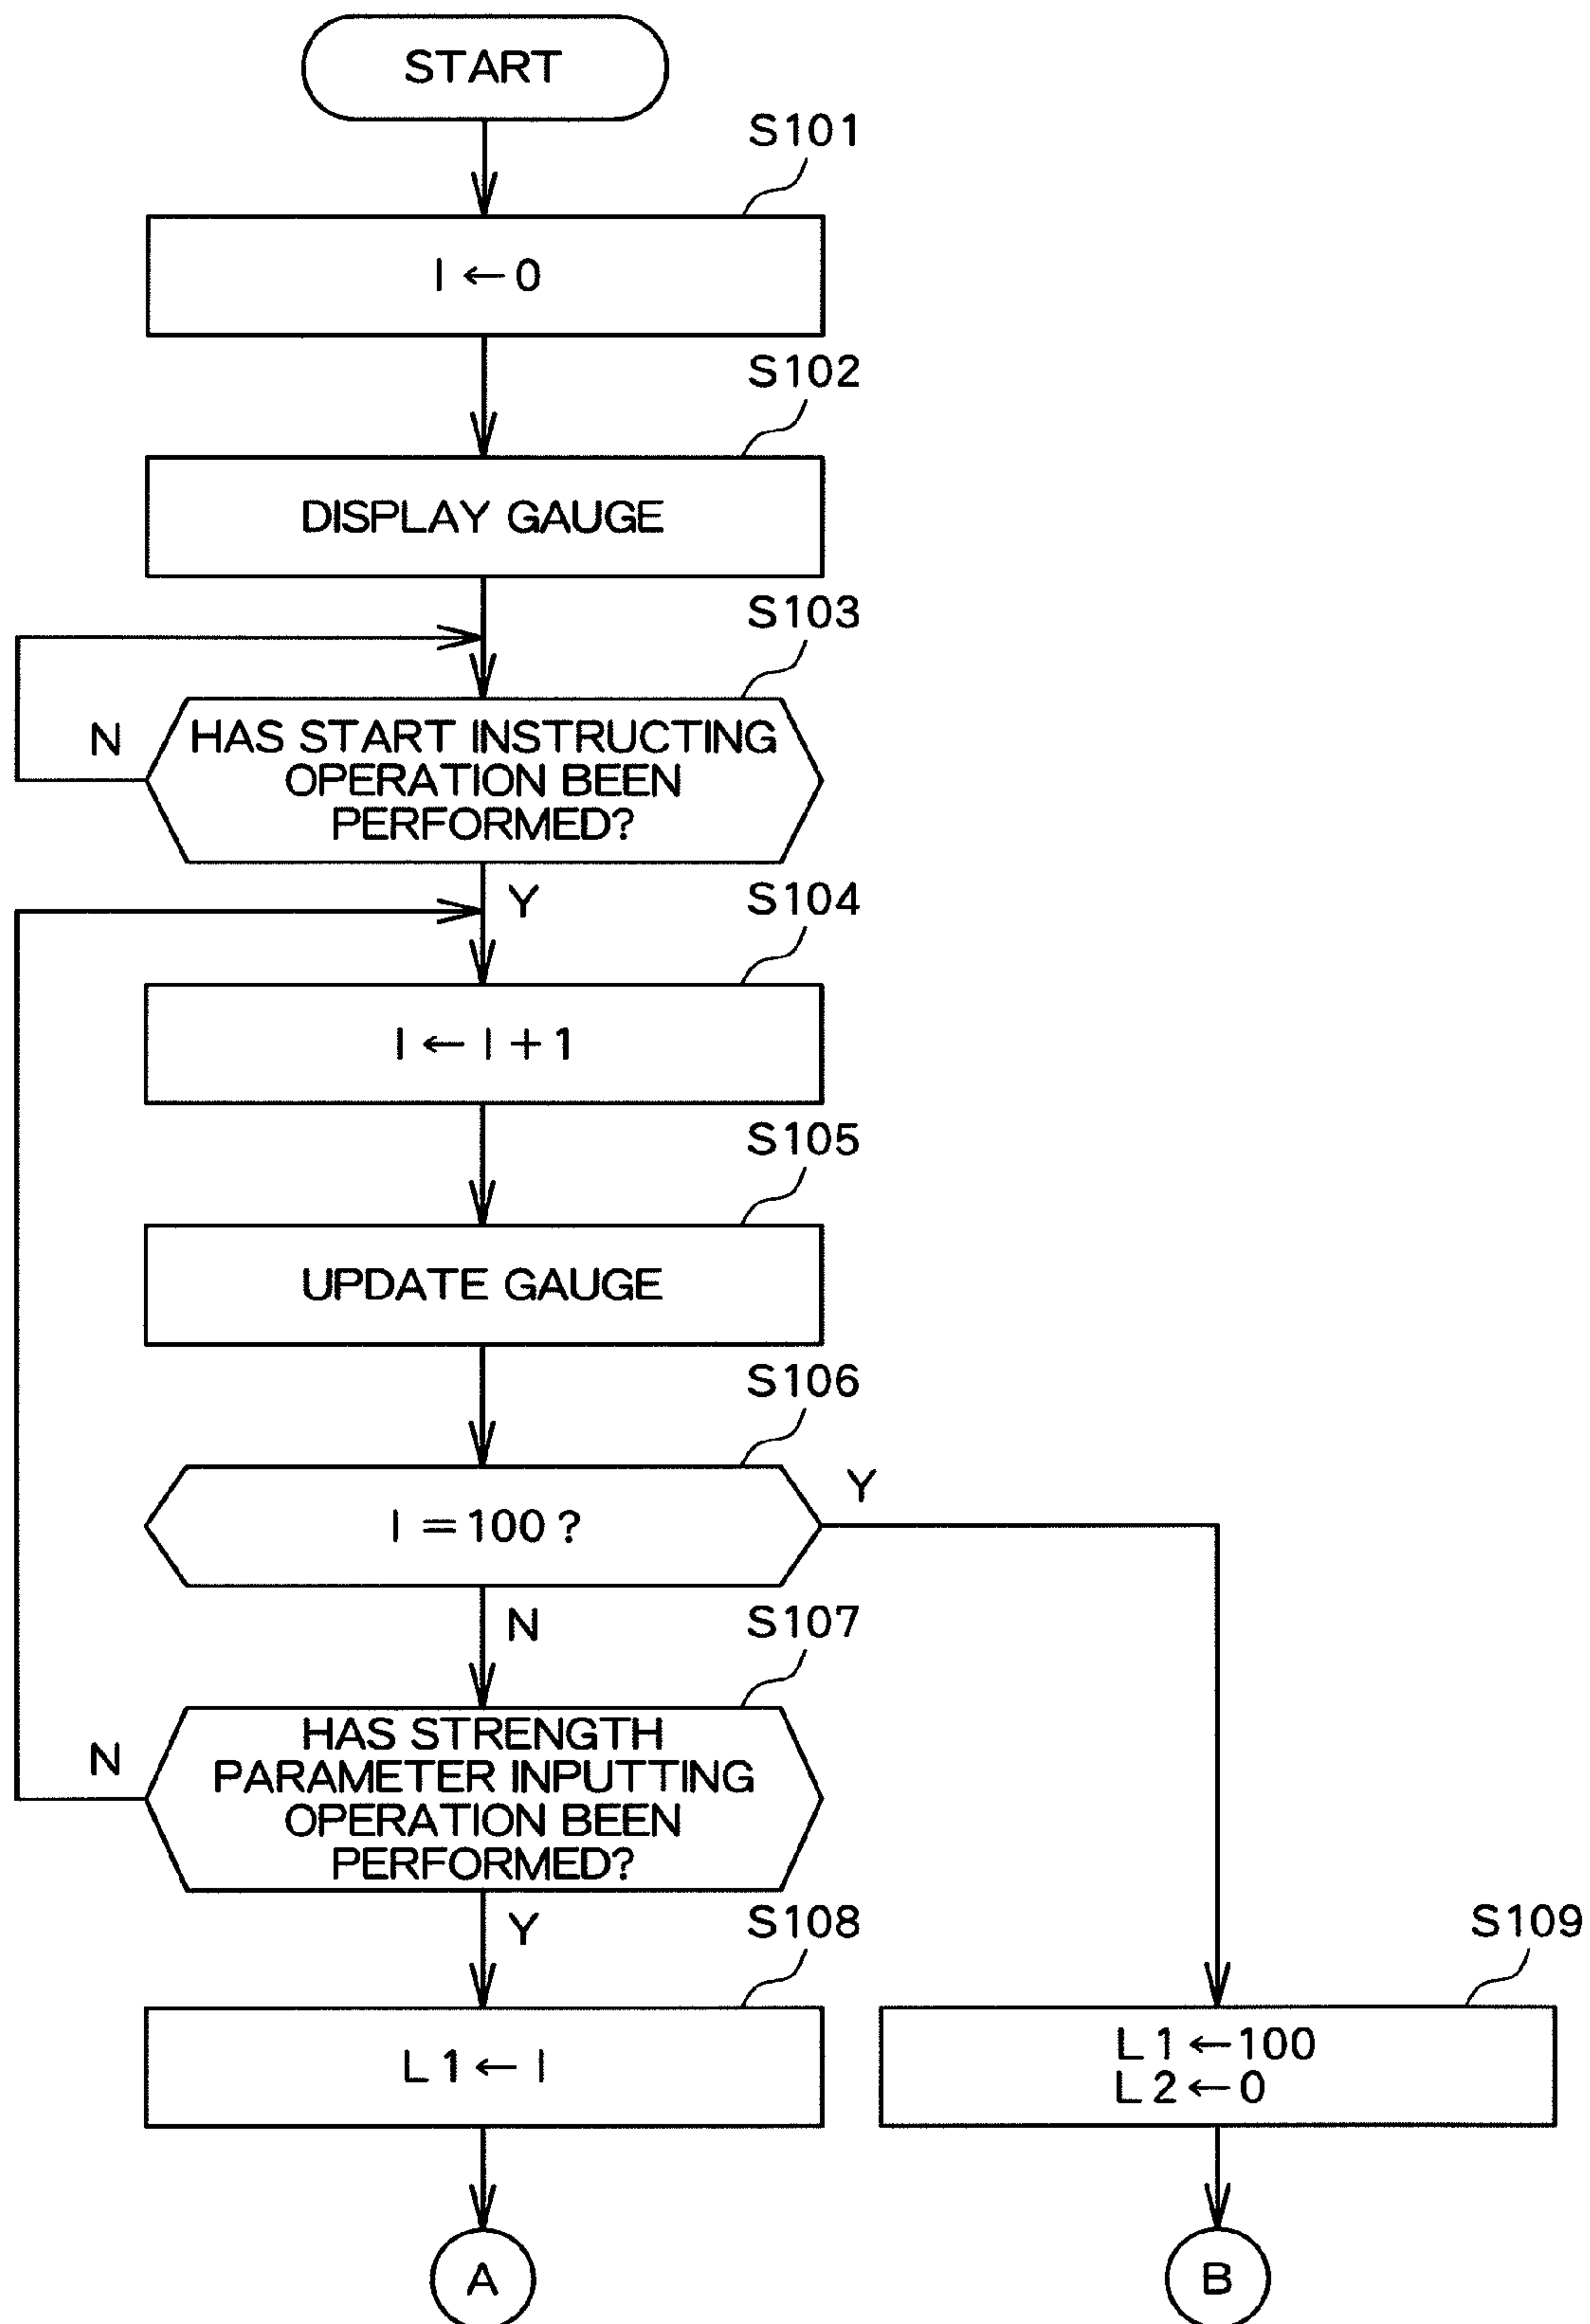 START
S101
I ← 0
S102
DISPLAY GAUGE
S103
N
HAS START INSTRUCTING
OPERATION BEEN
PERFORMED?
Y
S104
I ← I + 1
S105
UPDATE GAUGE
S106
I = 100 ?
Y
N
S107
N
HAS STRENGTH
PARAMETER INPUTTING
OPERATION BEEN
PERFORMED?
Y
S108
L1 ← I
S109
L1 ← 100
L2 ← 0
A
B